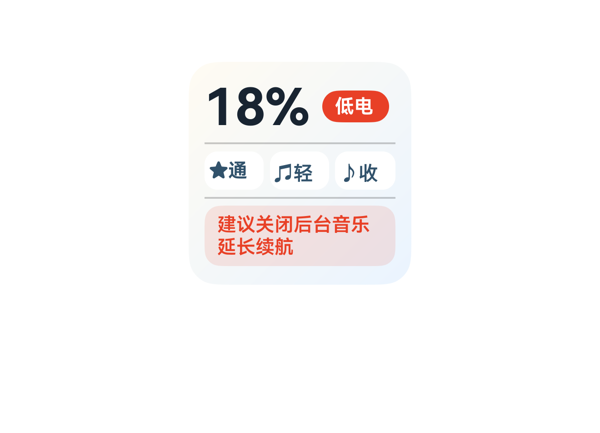 18% 低电
★通 ♫轻 ♪收
建议关闭后台音乐
延长续航